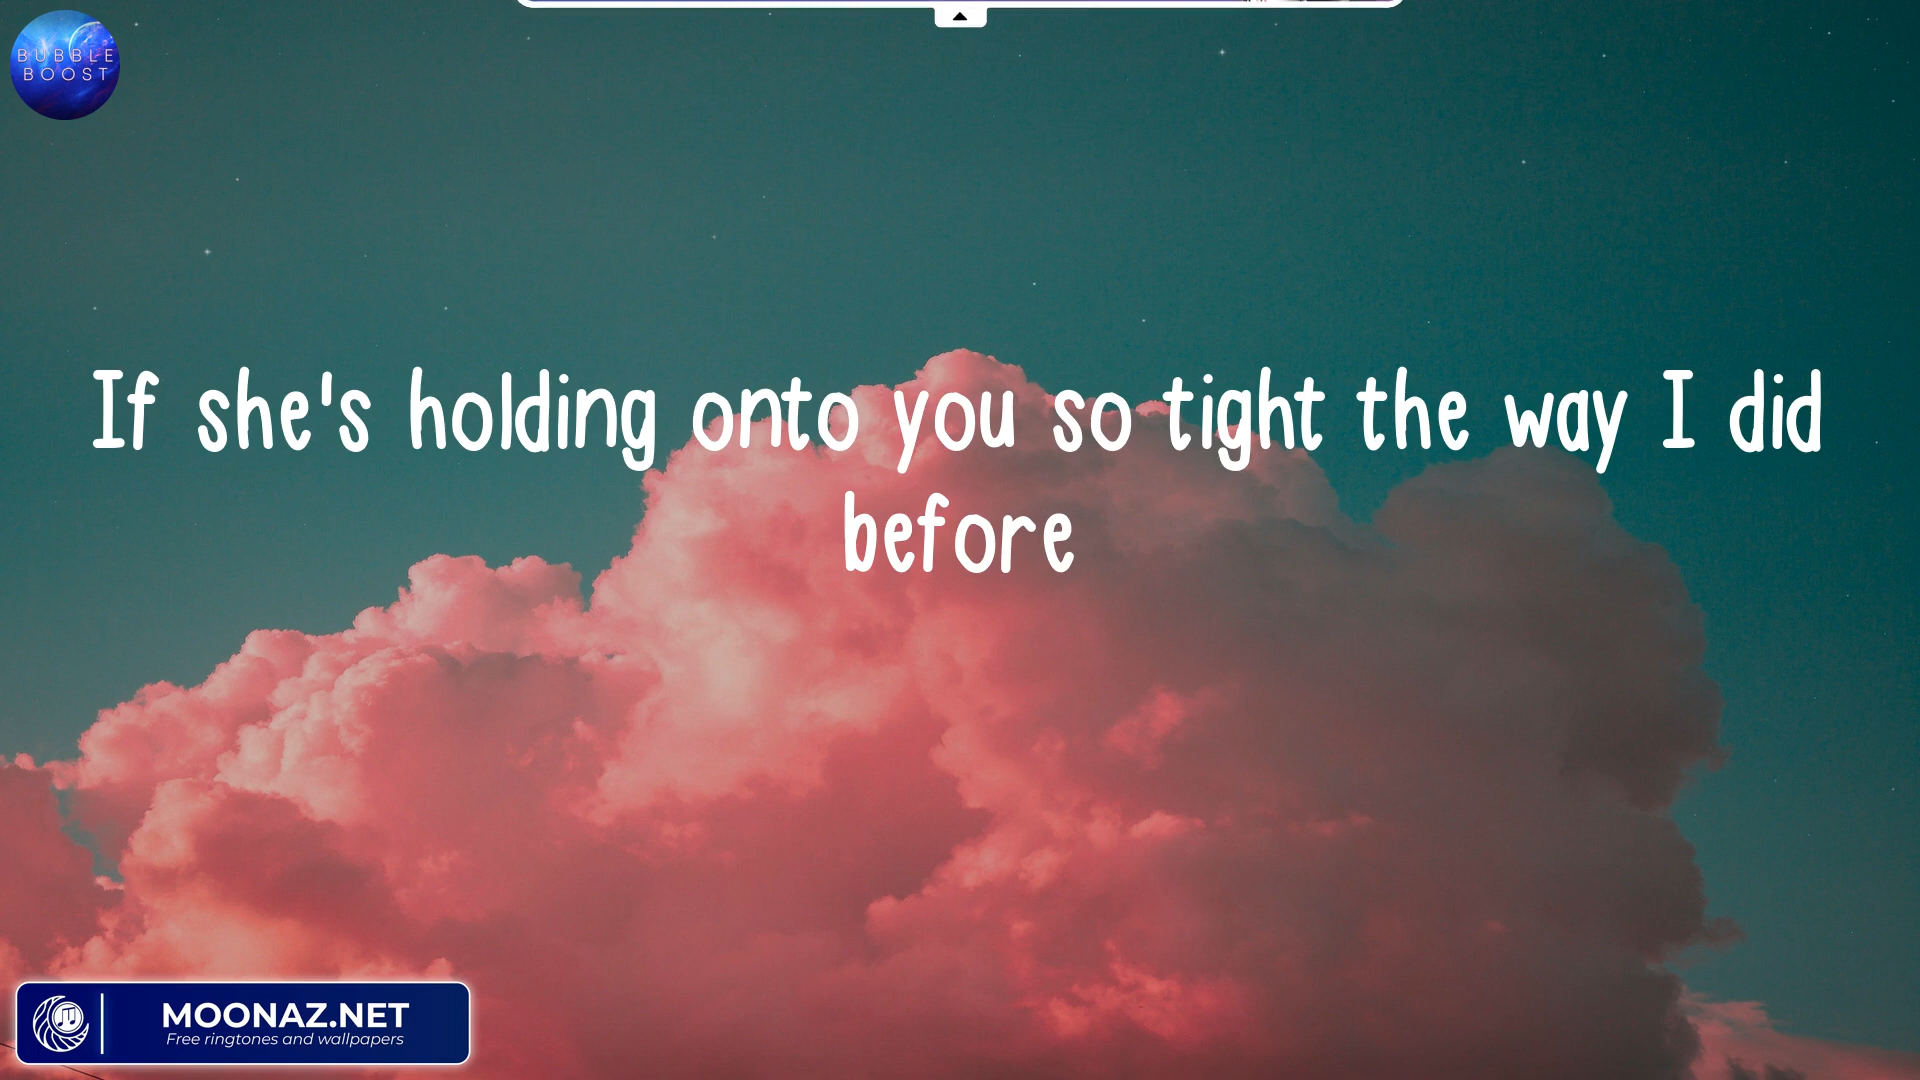 BUBBLE
BOOST
If she's holding onto you so tight the way I did
before
MOONAZ.NET
Free ringtones and wallpapers